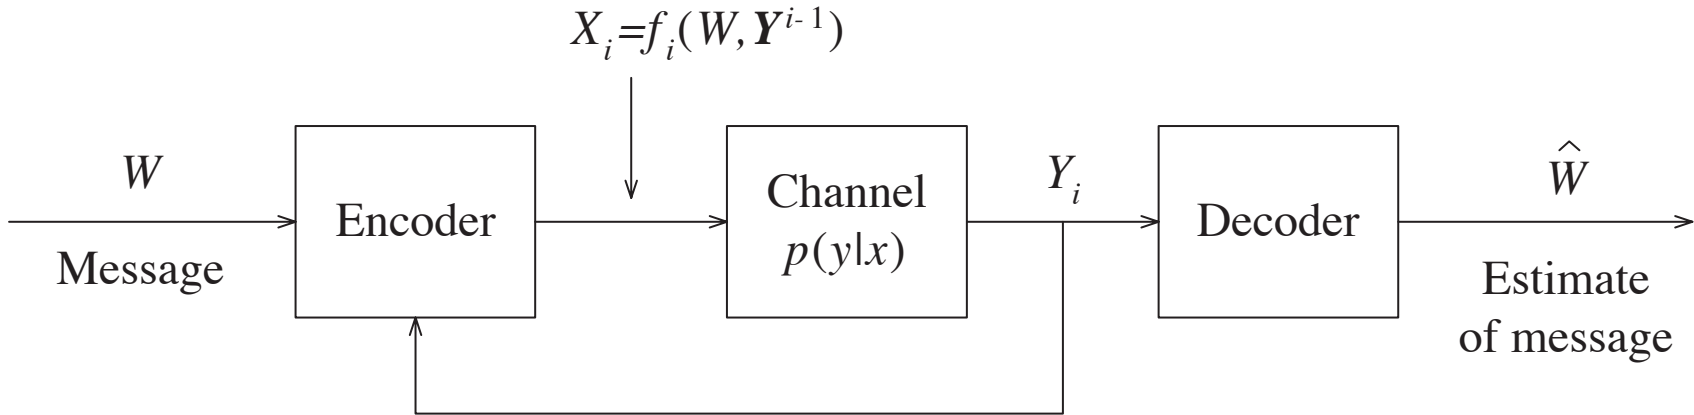 X_i=f_i(W, Y^{i-1})
W
Message
Encoder
Channel
p(y|x)
Y_i
Decoder
Ŵ
Estimate
of message